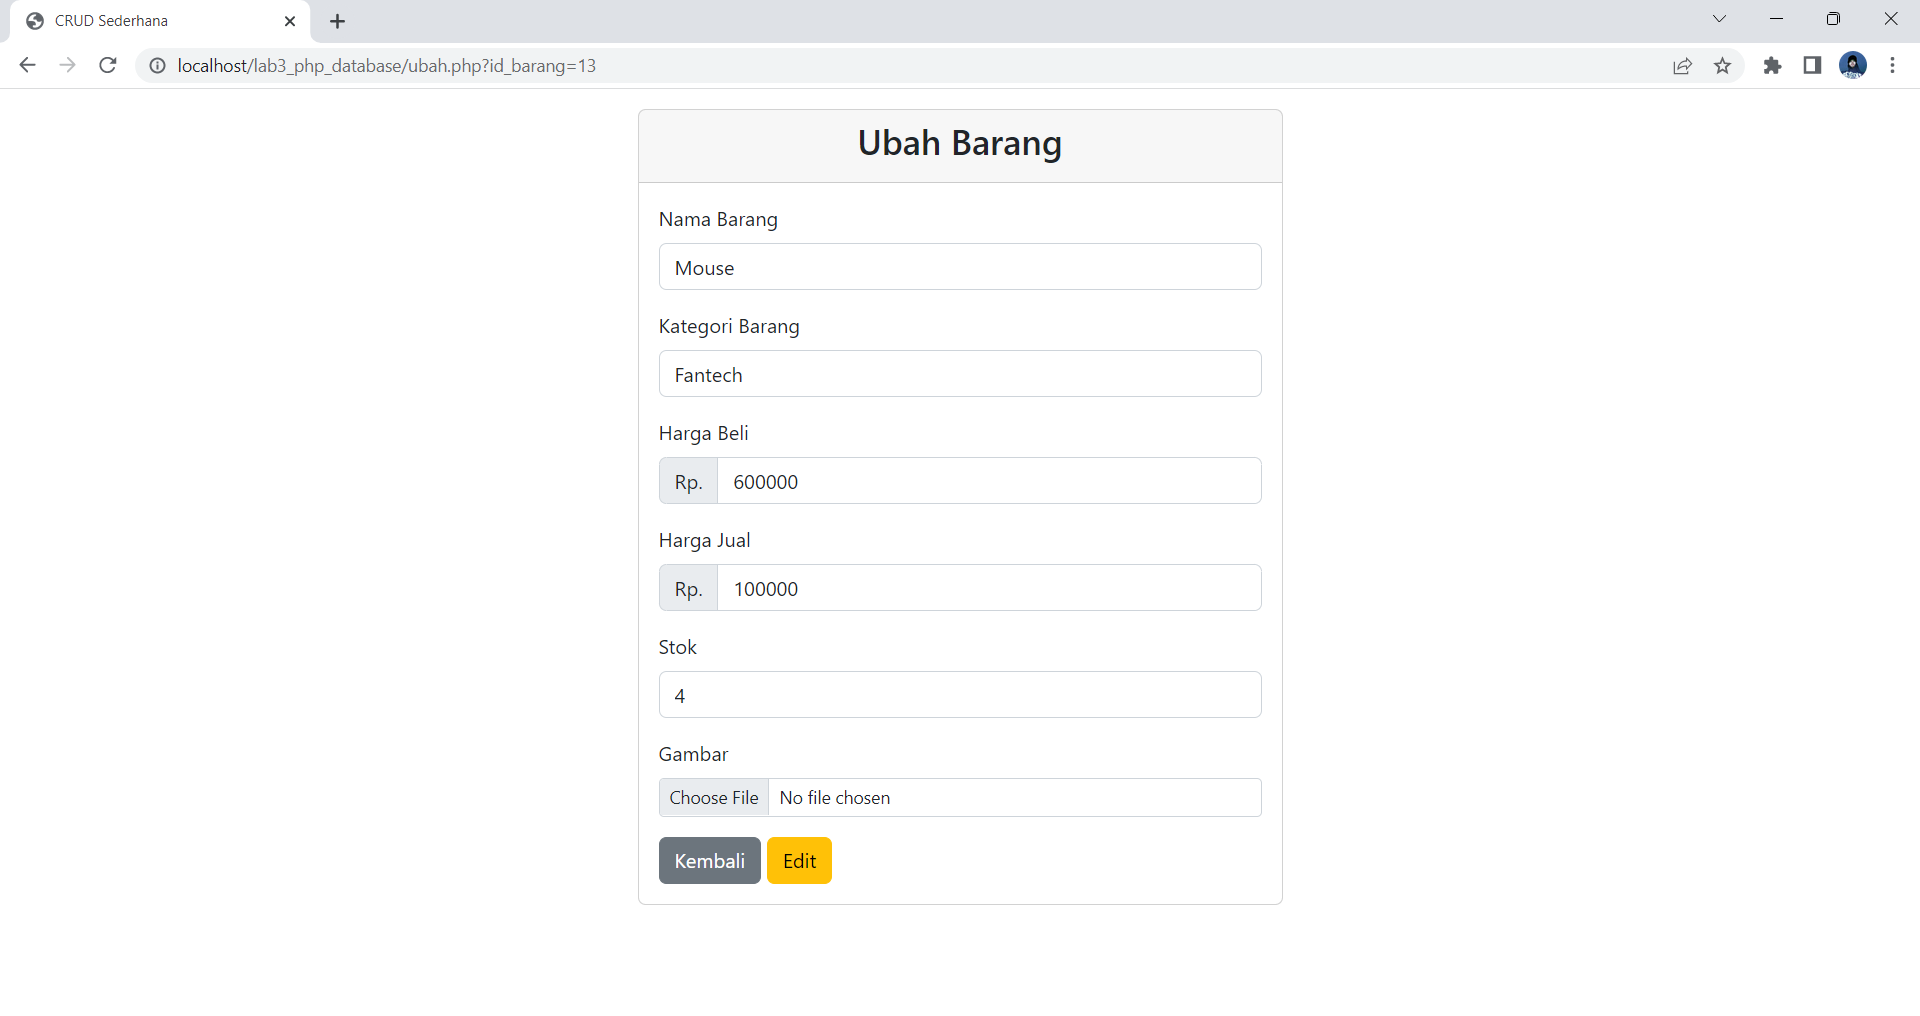 CRUD Sederhana
localhost/lab3_php_database/ubah.php?id_barang=13
Ubah Barang
Nama Barang
Mouse
Kategori Barang
Fantech
Harga Beli
Rp. 600000
Harga Jual
Rp. 100000
Stok
4
Gambar
Choose File No file chosen
Kembali Edit